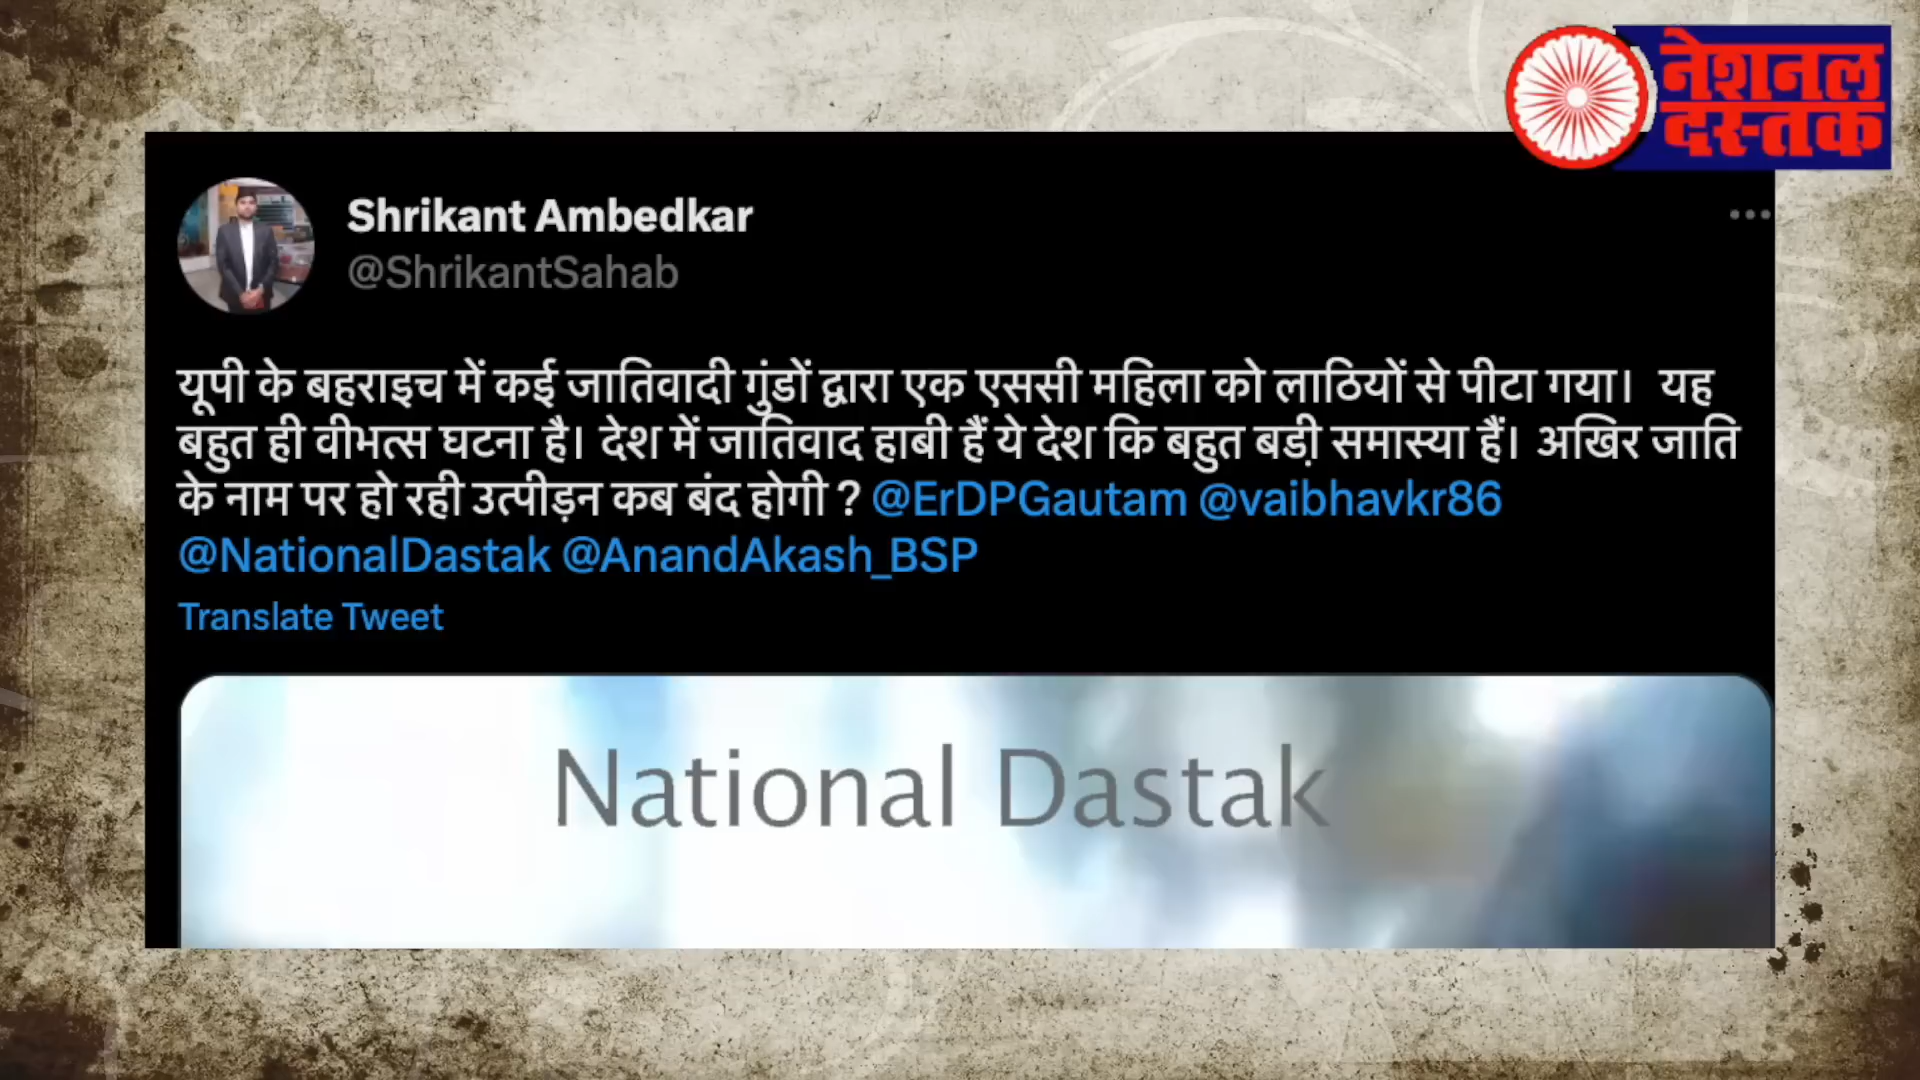 नेशनल
दस्तक
Shrikant Ambedkar
@ShrikantSahab
यूपी के बहराइच में कई जातिवादी गुंडों द्वारा एक एससी महिला को लाठियों से पीटा गया। यह
बहुत ही वीभत्स घटना है। देश में जातिवाद हाबी हैं ये देश कि बहुत बड़ी समास्या हैं। अखिर जाति
के नाम पर हो रही उत्पीड़न कब बंद होगी ? @ErDPGautam @vaibhavkr86
@NationalDastak @AnandAkash_BSP
Translate Tweet
National Dastak